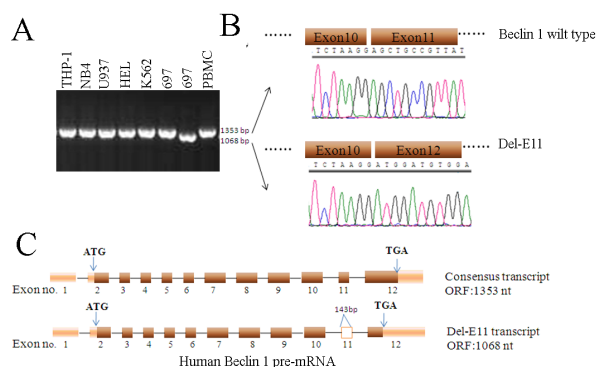 A
THP-1 NB4 U937 HEL K562 697 697 PBMC
1353 bp
1068 bp
B
Exon10 Exon11 Beclin 1 wilt type
TCTAAGGAGCTGCCGTTAT
Exon10 Exon12 Del-E11
TCTAAGGATGGATGTGGA
C
ATG TGA
Consensus transcript
ORF:1353 nt
Exon no. 1 2 3 4 5 6 7 8 9 10 11 12
ATG 143bp TGA
Del-E11 transcript
ORF:1068 nt
Exon no. 1 2 3 4 5 6 7 8 9 10 11 12
Human Beclin 1 pre-mRNA